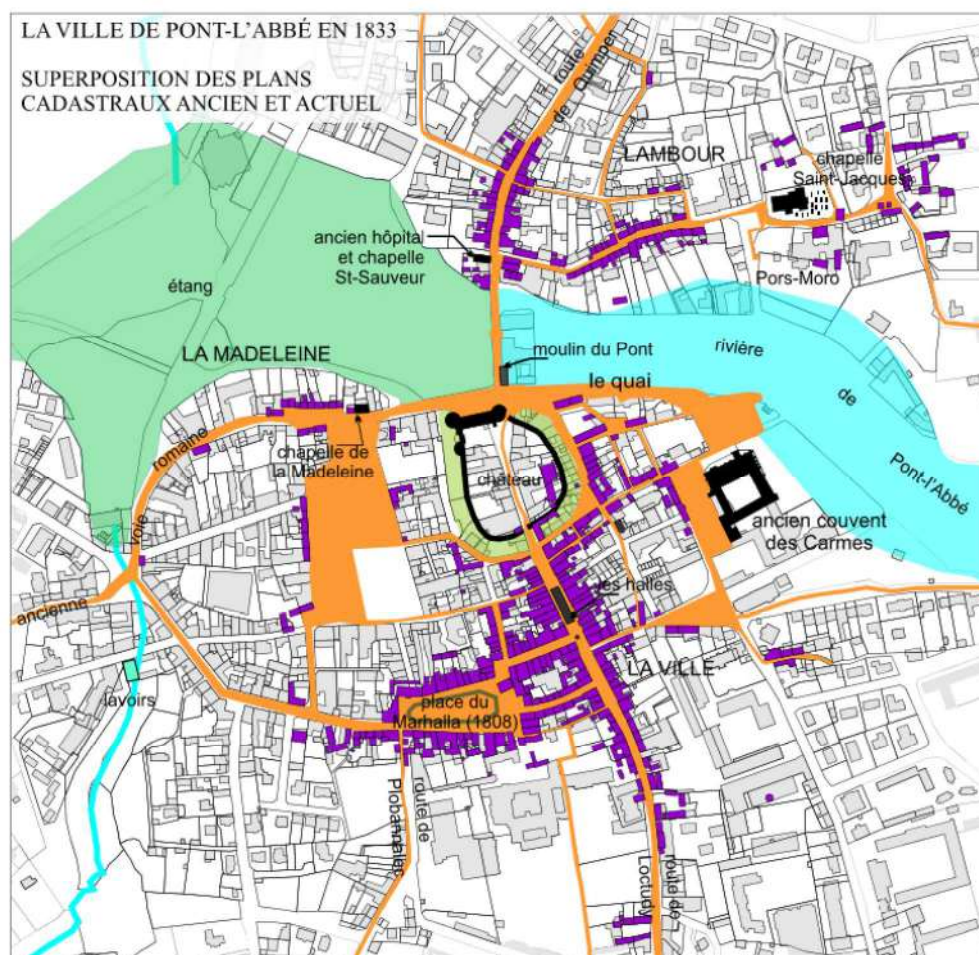 LA VILLE DE PONT-L'ABBÉ EN 1833
SUPERPOSITION DES PLANS
CADASTRAUX ANCIEN ET ACTUEL
route
de Quimper
LAMBOUR
chapelle
Saint-Jacques
ancien hôpital
et chapelle
St-Sauveur
étang
Pors-Moro
LA MADELEINE
moulin du Pont
rivière
de
Pont-l'Abbé
le quai
chapelle de
la Madeleine
château
ancien couvent
des Carmes
ancienne
voie
romaine
les halles
LA VILLE
lavoirs
place du
Marhalla (1808)
route de
Plobannalec
route de
Loctudy